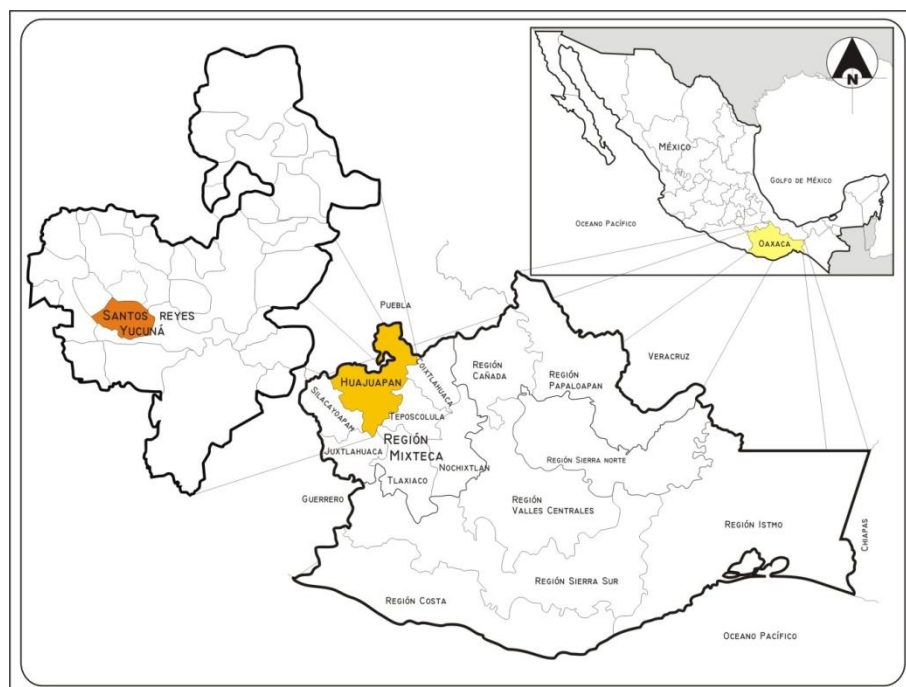 N
MÉXICO
GOLFO DE MÉXICO
OCEANO PACÍFICO
OAXACA
SANTOS REYES
YUCUNÁ
PUEBLA
VERACRUZ
COIXTLAHUACA
REGIÓN
CAÑADA
REGIÓN
PAPALOAPAN
HUAJUAPAN
SILACAYOAPAM
TEPOSCOLULA
REGIÓN
MIXTECA
JUXTLAHUACA
NOCHIXTLAN
REGIÓN SIERRA NORTE
TLAXIACO
GUERRERO
REGIÓN
VALLES CENTRALES
REGIÓN ISTMO
CHIAPAS
REGIÓN SIERRA SUR
REGIÓN COSTA
OCEANO PACÍFICO